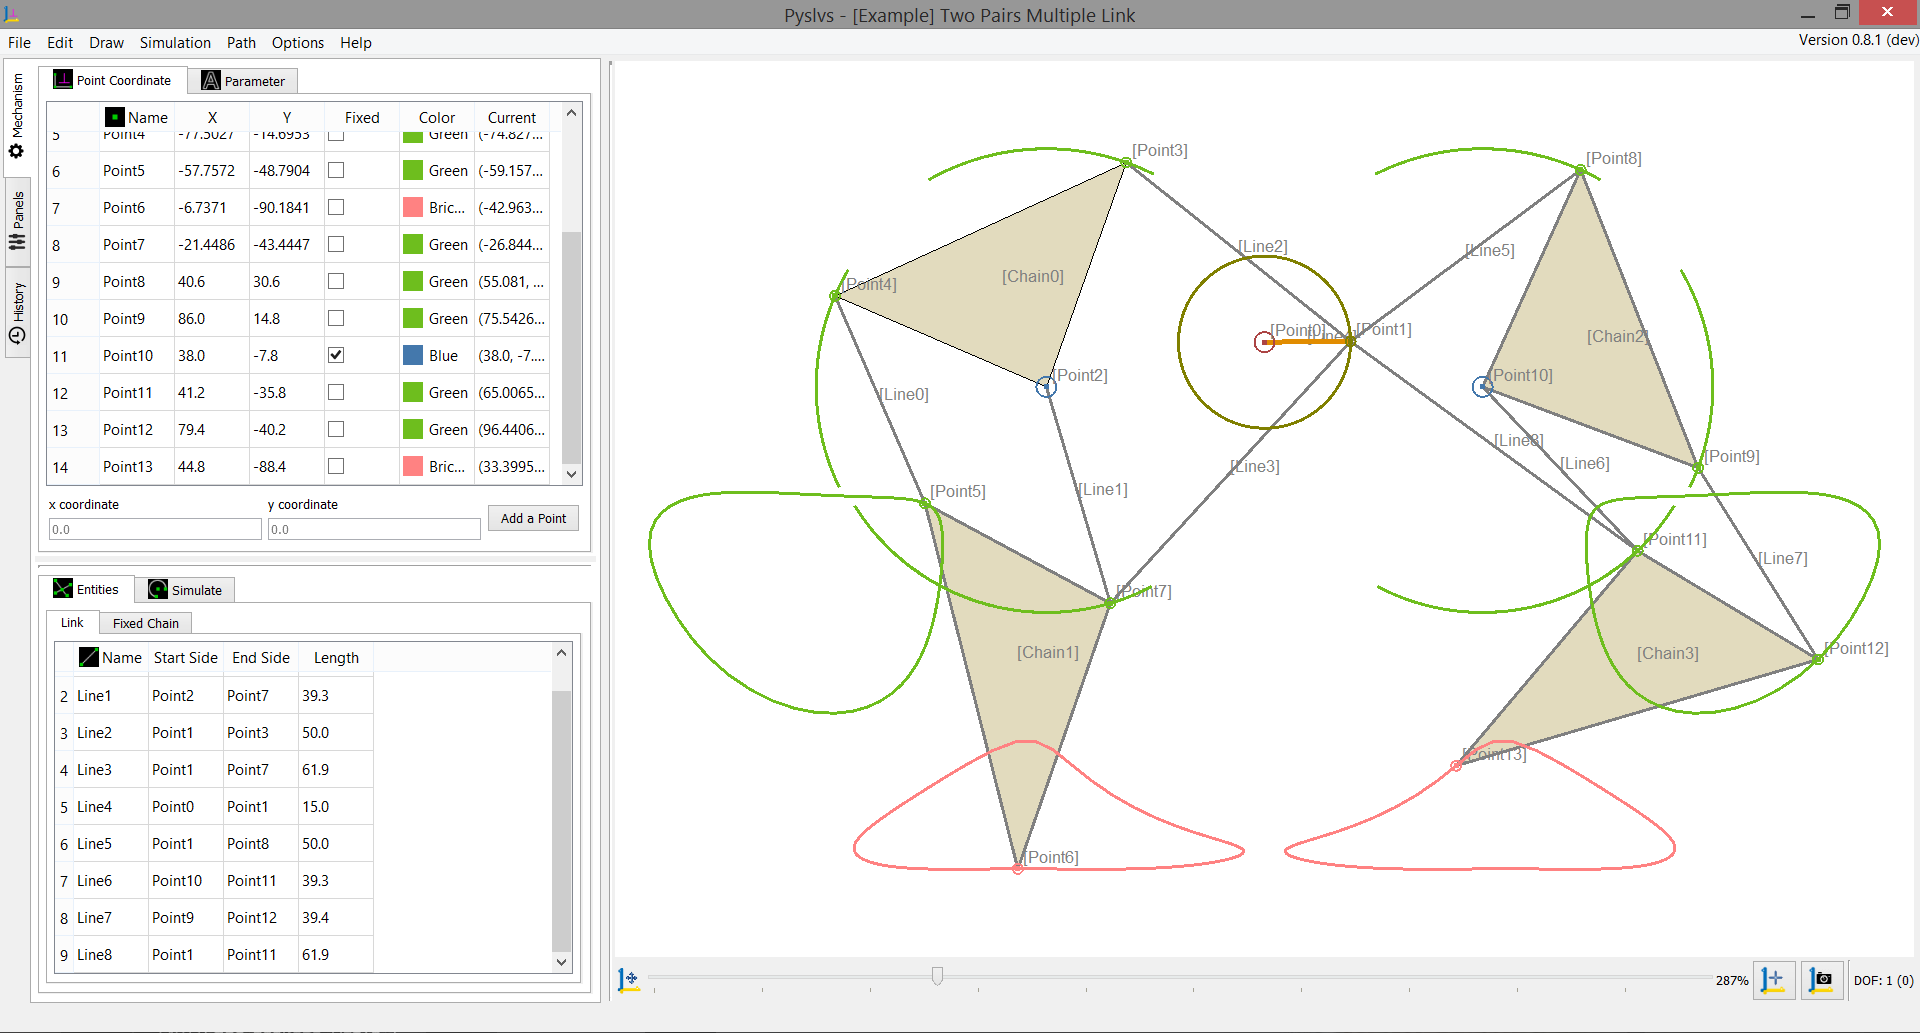 Pyslvs - [Example] Two Pairs Multiple Link
File Edit Draw Simulation Path Options Help
Version 0.8.1 (dev)
Mechanism
Panels
History
Point Coordinate
Parameter
Name X Y Fixed Color Current
5 Point4 -77.5027 -14.6953 Green (-74.827...
6 Point5 -57.7572 -48.7904 Green (-59.157...
7 Point6 -6.7371 -90.1841 Bric... (-42.963...
8 Point7 -21.4486 -43.4447 Green (-26.844...
9 Point8 40.6 30.6 Green (55.081, ...
10 Point9 86.0 14.8 Green (75.5426...
11 Point10 38.0 -7.8 Blue (38.0, -7....
12 Point11 41.2 -35.8 Green (65.0065...
13 Point12 79.4 -40.2 Green (96.4406...
14 Point13 44.8 -88.4 Bric... (33.3995...
x coordinate
y coordinate
0.0
0.0
Add a Point
Entities
Simulate
Link
Fixed Chain
Name Start Side End Side Length
2 Line1 Point2 Point7 39.3
3 Line2 Point1 Point3 50.0
4 Line3 Point1 Point7 61.9
5 Line4 Point0 Point1 15.0
6 Line5 Point1 Point8 50.0
7 Line6 Point10 Point11 39.3
8 Line7 Point9 Point12 39.4
9 Line8 Point1 Point11 61.9
[Point3]
[Point8]
[Line2]
[Line5]
[Chain0]
[Point4]
[Point0]
[Point1]
[Chain2]
[Point2]
[Point10]
[Line0]
[Line8]
[Point9]
[Line6]
[Line3]
[Line1]
[Point5]
[Point11]
[Line7]
[Point7]
[Chain1]
[Chain3]
[Point12]
[Point13]
[Point6]
287%
DOF: 1 (0)